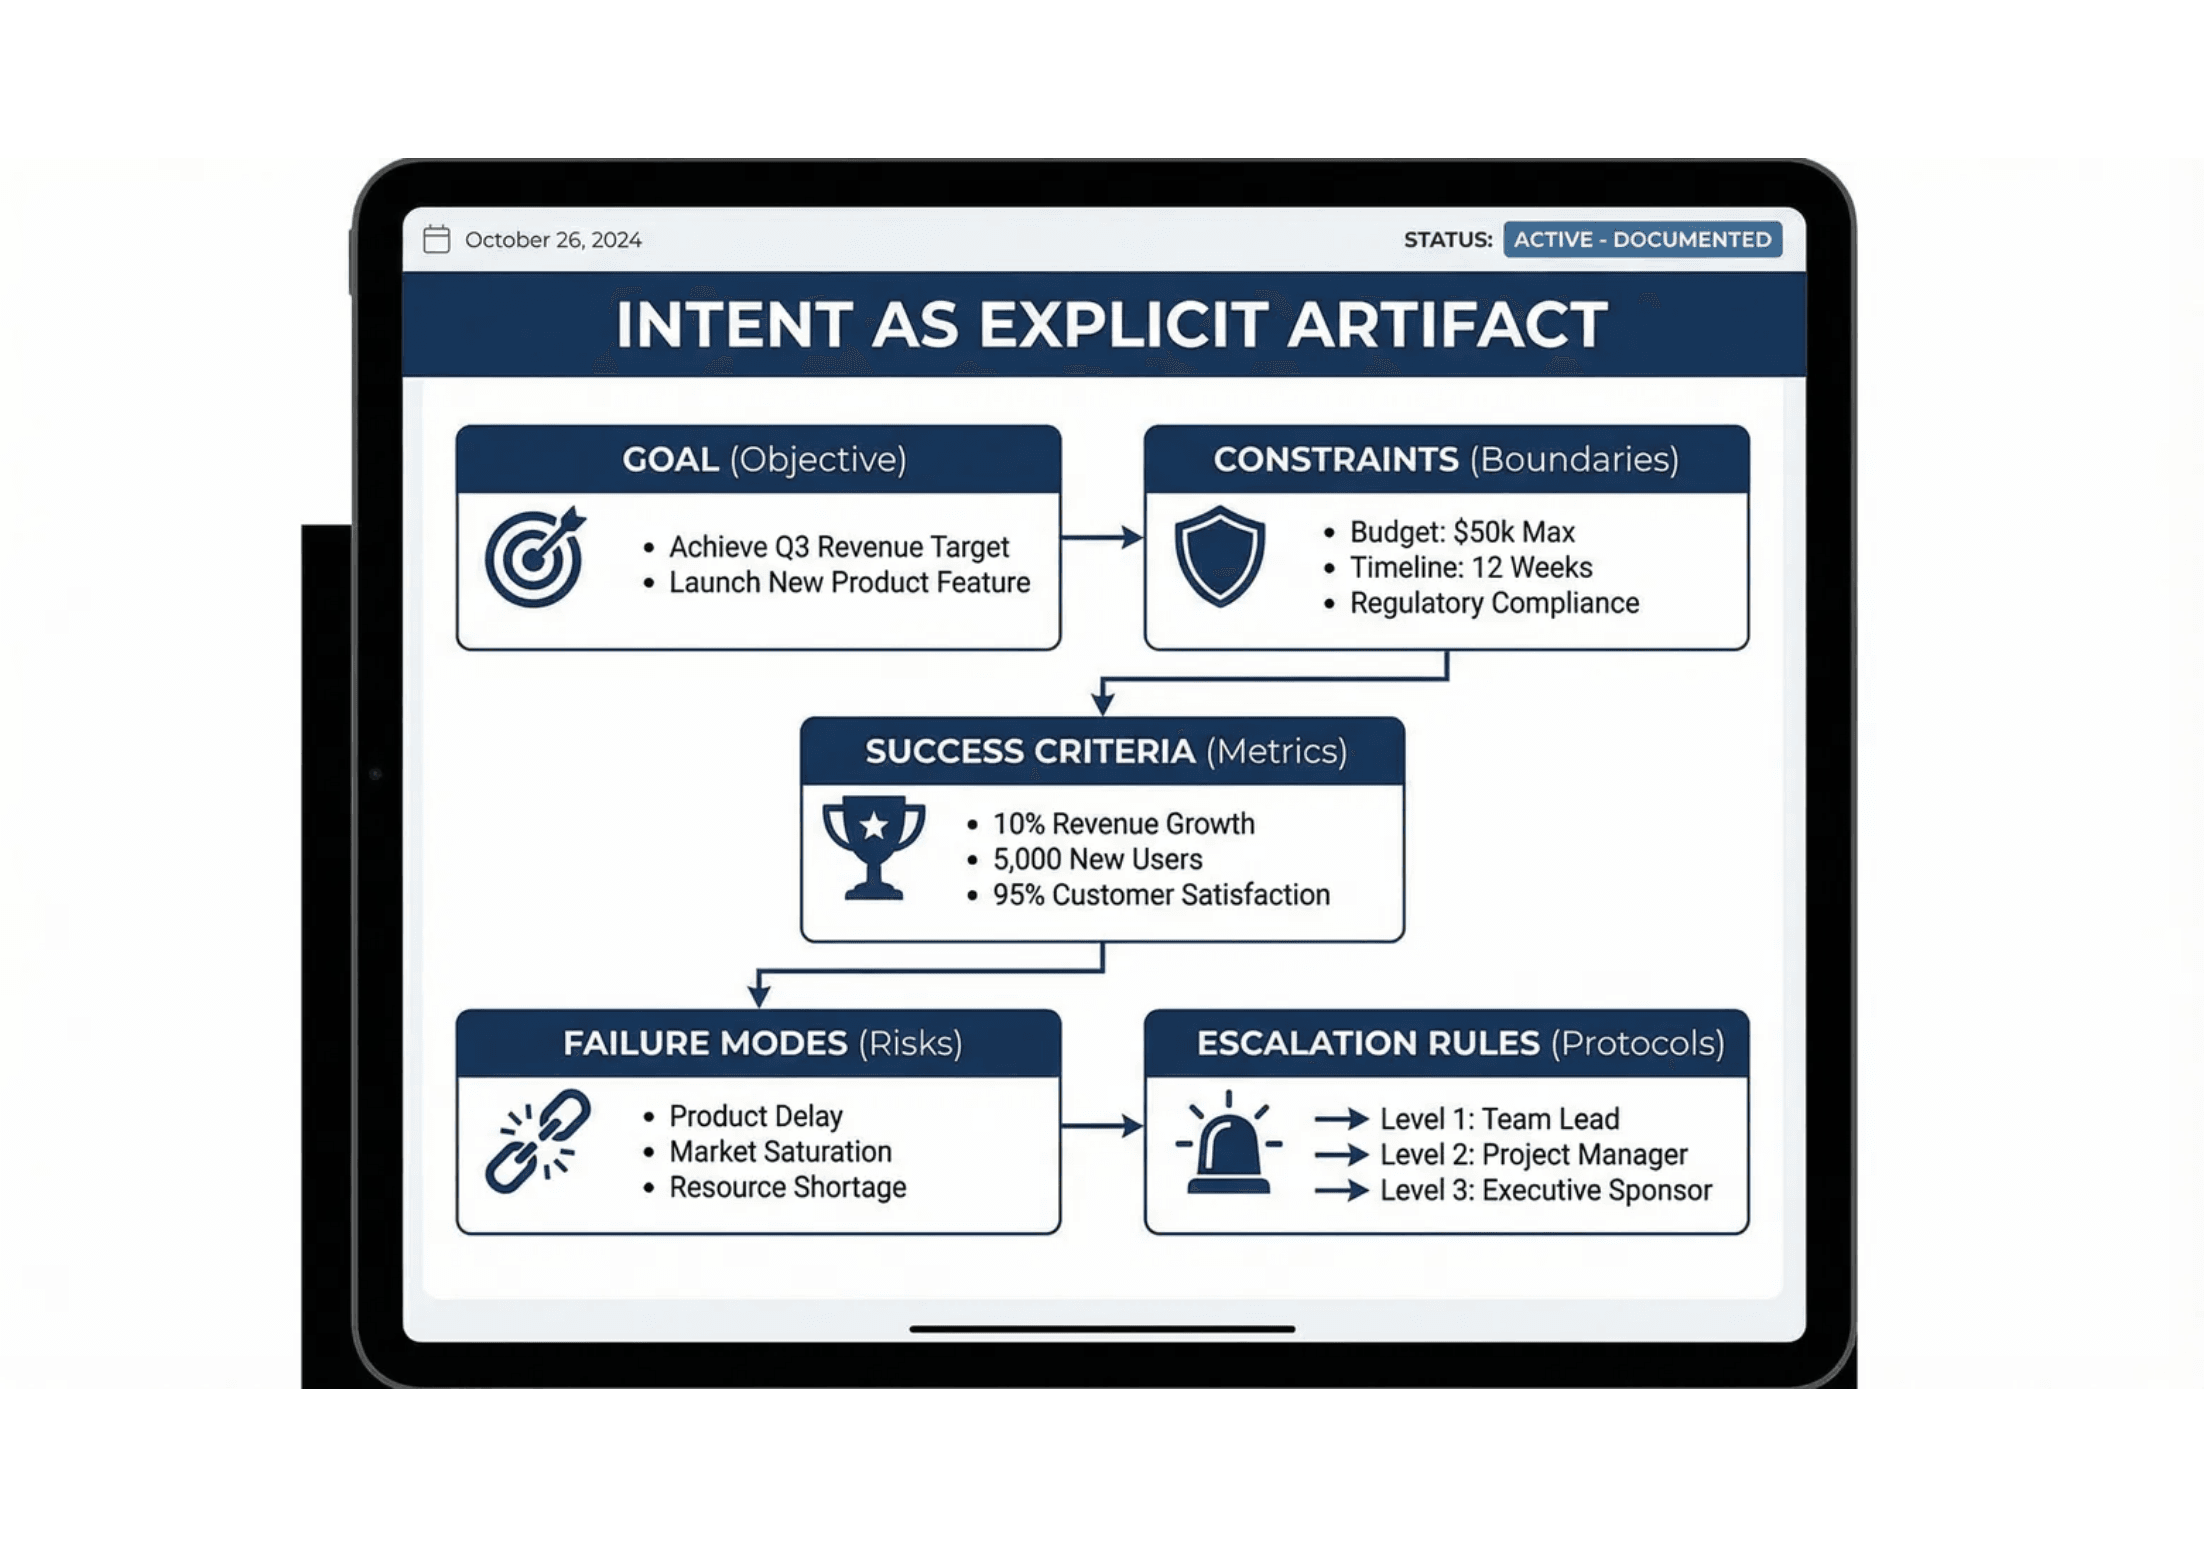 October 26, 2024
STATUS: ACTIVE - DOCUMENTED
INTENT AS EXPLICIT ARTIFACT
GOAL (Objective)
• Achieve Q3 Revenue Target
• Launch New Product Feature
CONSTRAINTS (Boundaries)
• Budget: $50k Max
• Timeline: 12 Weeks
• Regulatory Compliance
SUCCESS CRITERIA (Metrics)
• 10% Revenue Growth
• 5,000 New Users
• 95% Customer Satisfaction
FAILURE MODES (Risks)
• Product Delay
• Market Saturation
• Resource Shortage
ESCALATION RULES (Protocols)
Level 1: Team Lead
Level 2: Project Manager
Level 3: Executive Sponsor